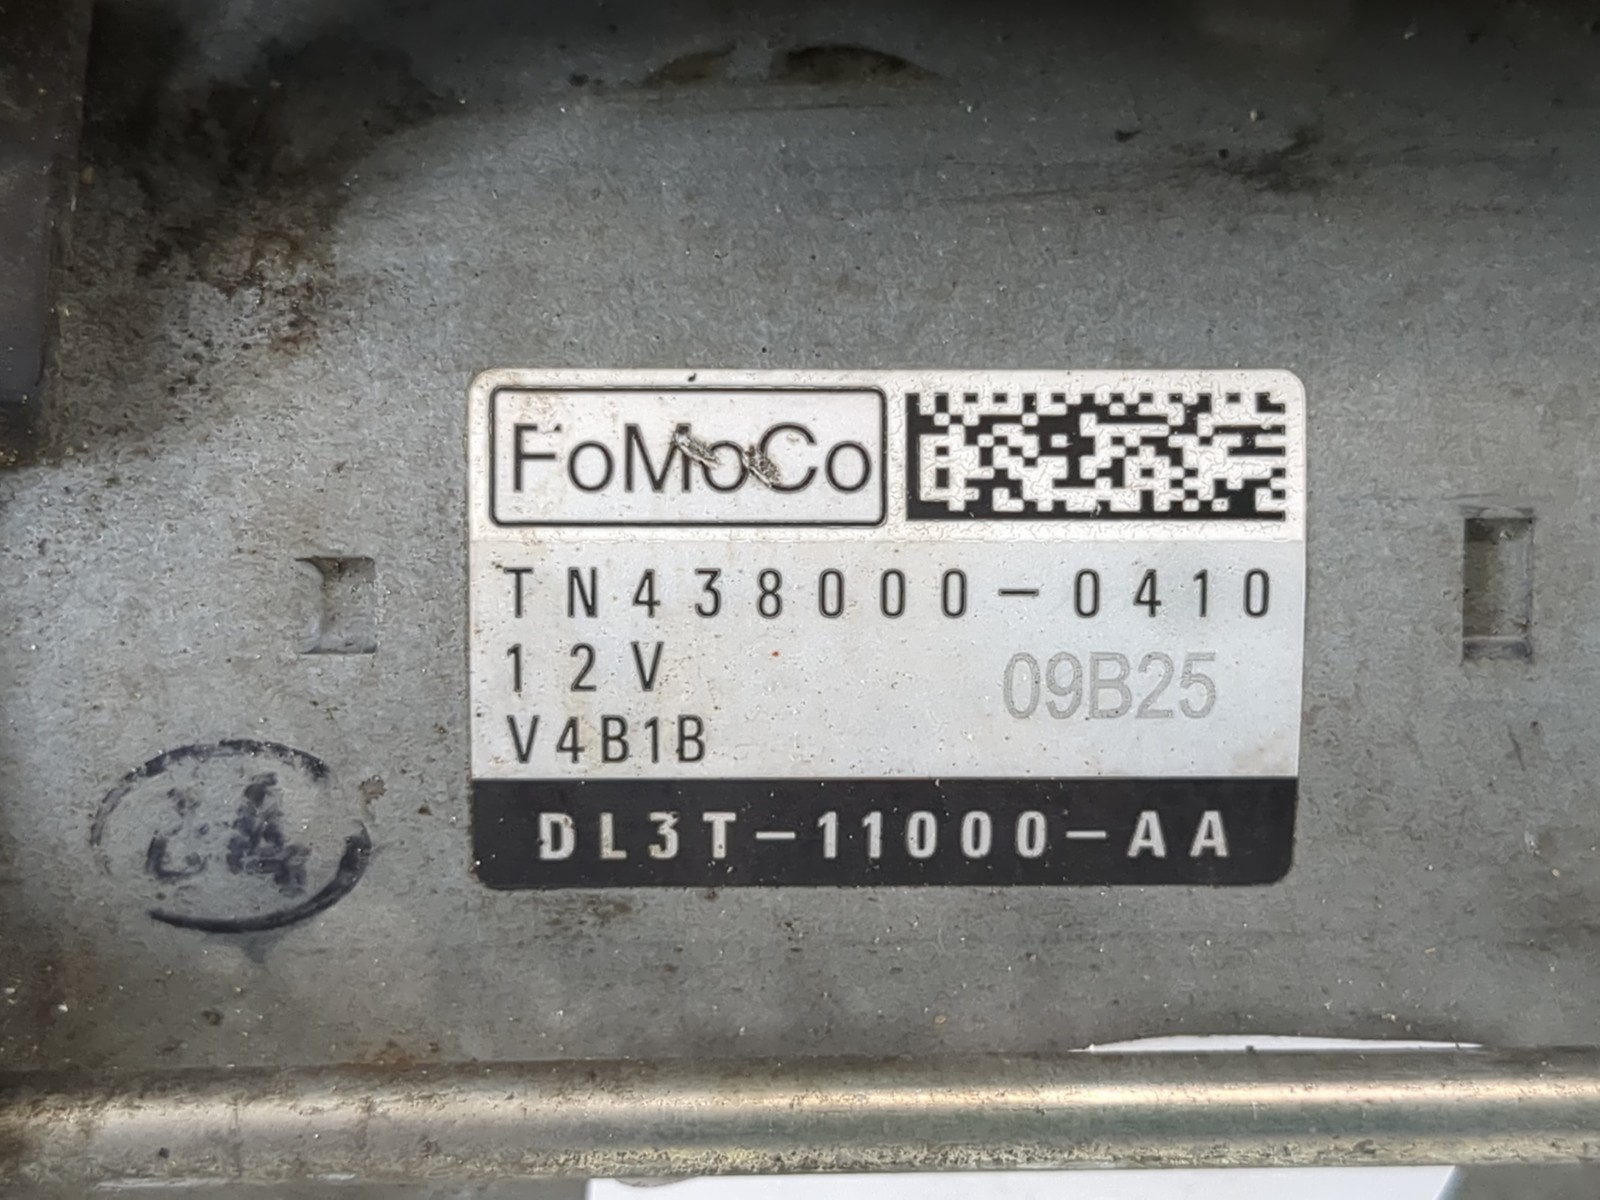 FoMoCo
TN438000-0410
12V
09B25
V4B1B
DL3T-11000-AA